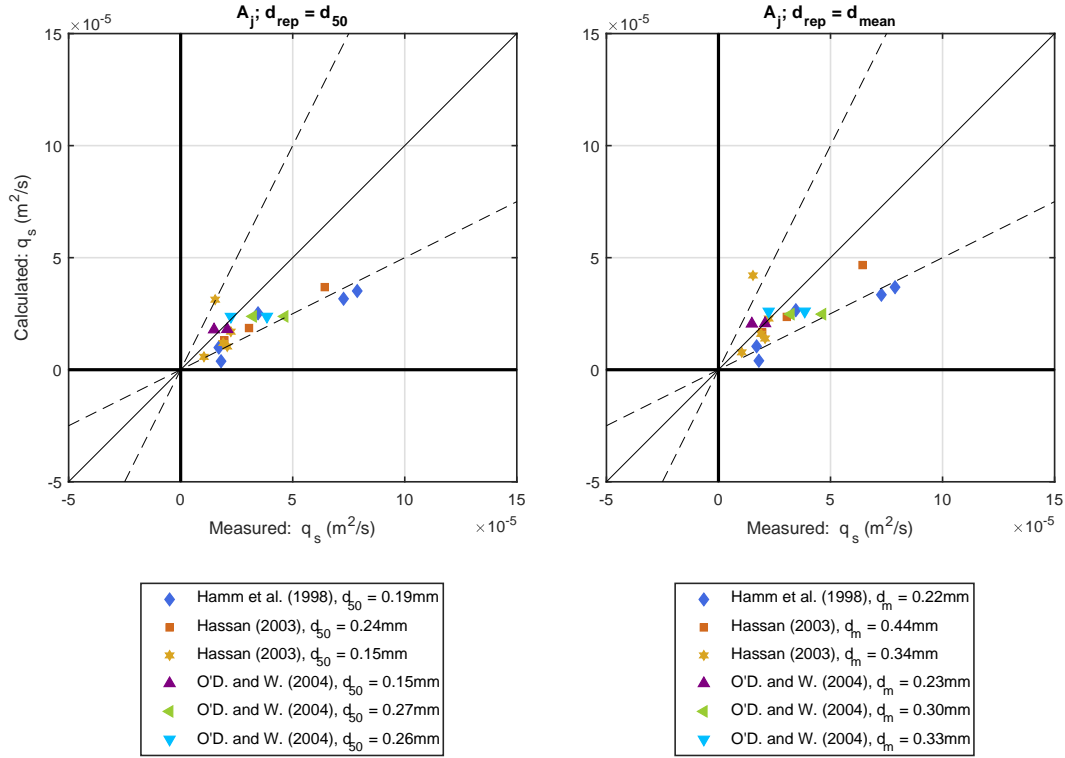 A_j; d_rep = d_50
×10^-5
15
10
5
0
-5
Calculated: q_s (m^2/s)
-5 0 5 10 15
Measured: q_s (m^2/s)
×10^-5
Hamm et al. (1998), d_50 = 0.19mm
Hassan (2003), d_50 = 0.24mm
Hassan (2003), d_50 = 0.15mm
O'D. and W. (2004), d_50 = 0.15mm
O'D. and W. (2004), d_50 = 0.27mm
O'D. and W. (2004), d_50 = 0.26mm
A_j; d_rep = d_mean
×10^-5
15
10
5
0
-5
-5 0 5 10 15
Measured: q_s (m^2/s)
×10^-5
Hamm et al. (1998), d_m = 0.22mm
Hassan (2003), d_m = 0.44mm
Hassan (2003), d_m = 0.34mm
O'D. and W. (2004), d_m = 0.23mm
O'D. and W. (2004), d_m = 0.30mm
O'D. and W. (2004), d_m = 0.33mm